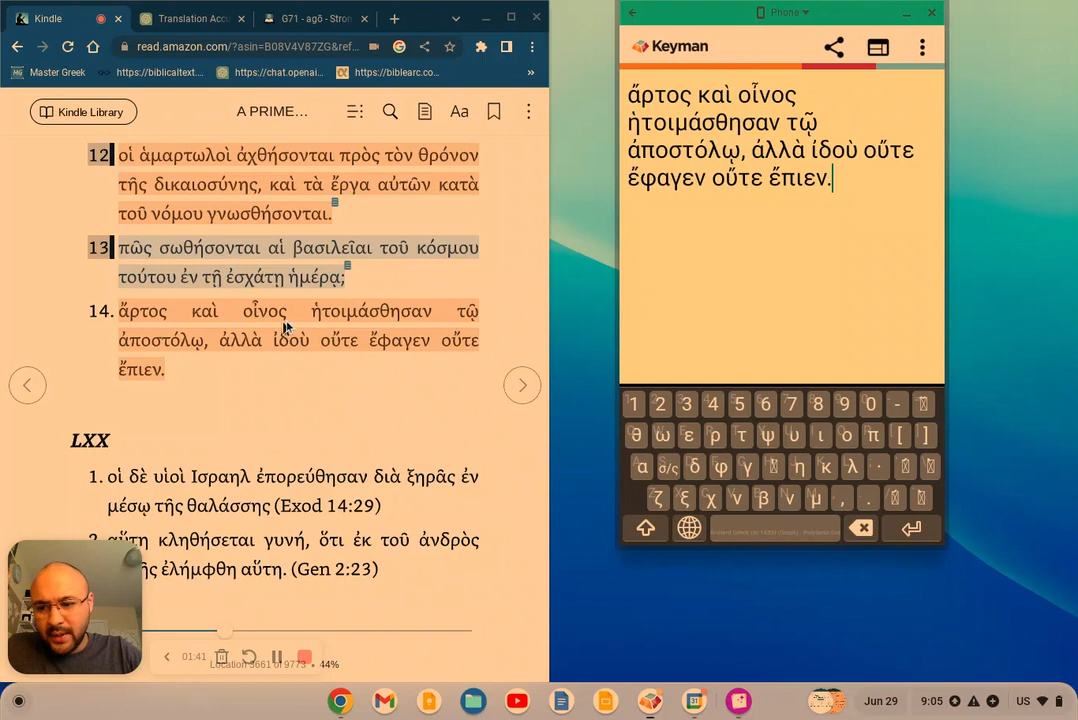 Kindle
Translation Accu
G71 - agō - Stron
read.amazon.com/?asin=B08V4V87ZG&ref...
Master Greek
https://biblicaltext....
https://chat.openai...
https://biblearc.co...
»
Kindle Library
A PRIME...
Aa
12 οἱ ἁμαρτωλοὶ ἀχθήσονται πρὸς τὸν θρόνον
τῆς δικαιοσύνης, καὶ τὰ ἔργα αὐτῶν κατὰ
τοῦ νόμου γνωσθήσονται.
13 πῶς σωθήσονται αἱ βασιλεῖαι τοῦ κόσμου
τούτου ἐν τῇ ἐσχάτῃ ἡμέρᾳ;
14. ἄρτος καὶ οἶνος ἡτοιμάσθησαν τῷ
ἀποστόλῳ, ἀλλὰ ἰδοὺ οὔτε ἔφαγεν οὔτε
ἔπιεν.
LXX
1. οἱ δὲ υἱοὶ Ισραηλ ἐπορεύθησαν διὰ ξηρᾶς ἐν
μέσῳ τῆς θαλάσσης (Exod 14:29)
αὕτη κληθήσεται γυνή, ὅτι ἐκ τοῦ ἀνδρὸς
ἐλήμφθη αὕτη. (Gen 2:23)
01:41
Location 3661 of 9773 • 44%
Phone
Keyman
ἄρτος καὶ οἶνος
ἡτοιμάσθησαν τῷ
ἀποστόλῳ, ἀλλὰ ἰδοὺ οὔτε
ἔφαγεν οὔτε ἔπιεν.
1 2 3 4 5 6 7 8 9 0 -
θ ω ε ρ τ ψ υ ι ο π [ ]
α σ/ς δ φ γ η κ λ ·
ζ ξ χ ν β ν μ , .
Jun 29
9:05
US